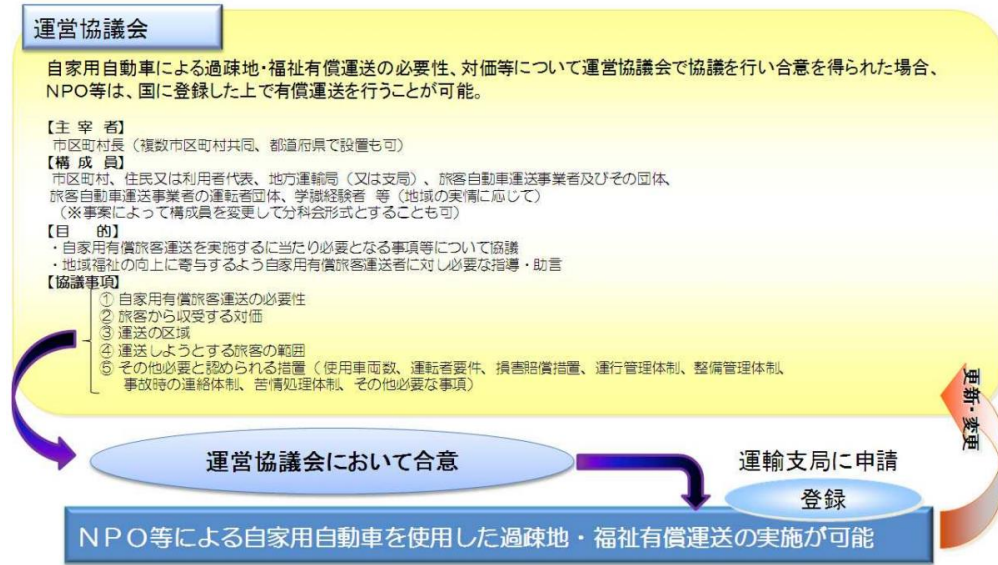 運営協議会
自家用自動車による過疎地・福祉有償運送の必要性、対価等について運営協議会で協議を行い合意を得られた場合、
NPO等は、国に登録した上で有償運送を行うことが可能。
【主 宰 者】
市区町村長（複数市区町村共同、都道府県で設置も可）
【構 成 員】
市区町村、住民又は利用者代表、地方運輸局（又は支局）、旅客自動車運送事業者及びその団体、
旅客自動車運送事業者の運転者団体、学識経験者 等（地域の実情に応じて）
（※事案によって構成員を変更して分科会形式とすることも可）
【目　　的】
・自家用有償旅客運送を実施するに当たり必要となる事項等について協議
・地域福祉の向上に寄与するよう自家用有償旅客運送者に対し必要な指導・助言
【協議事項】
① 自家用有償旅客運送の必要性
② 旅客から収受する対価
③ 運送の区域
④ 運送しようとする旅客の範囲
⑤ その他必要と認められる措置（使用車両数、運転者要件、損害賠償措置、運行管理体制、整備管理体制、
事故時の連絡体制、苦情処理体制、その他必要な事項）
更新・変更
運営協議会において合意
運輸支局に申請
登録
NPO等による自家用自動車を使用した過疎地・福祉有償運送の実施が可能